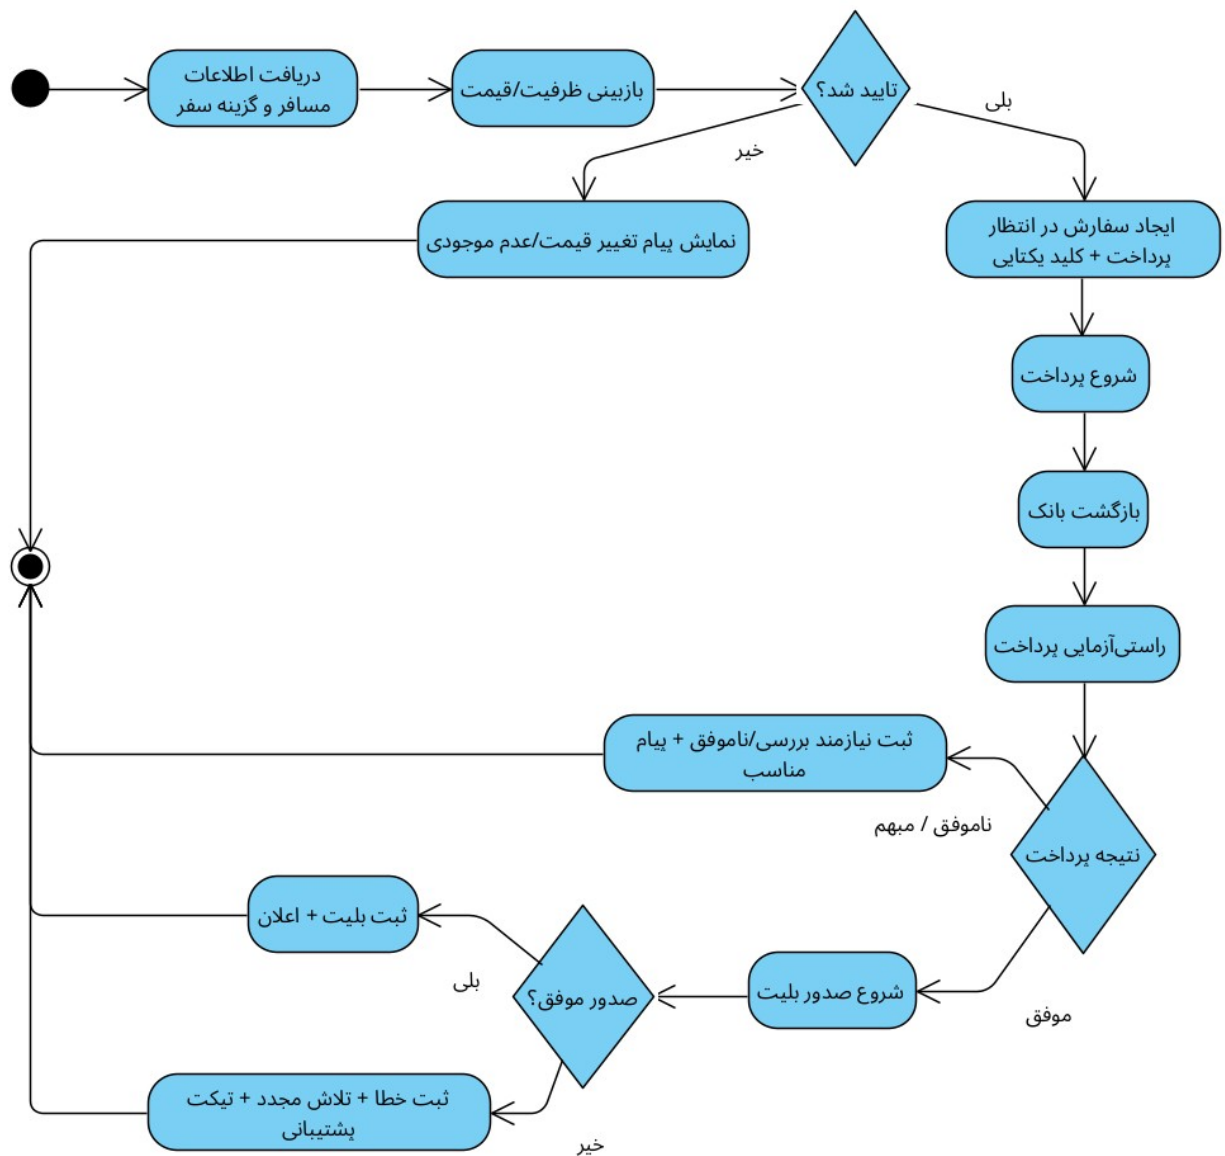 دریافت اطلاعات
مسافر و گزینه سفر
بازبینی ظرفیت/قیمت
تایید شد؟
بلی
خیر
نمایش پیام تغییر قیمت/عدم موجودی
ایجاد سفارش در انتظار
پرداخت + کلید یکتایی
شروع پرداخت
بازگشت بانک
راستی‌آزمایی پرداخت
ثبت نیازمند بررسی/ناموفق + پیام
مناسب
ناموفق / مبهم
نتیجه پرداخت
موفق
شروع صدور بلیت
صدور موفق؟
بلی
ثبت بلیت + اعلان
خیر
ثبت خطا + تلاش مجدد + تیکت
پشتیبانی